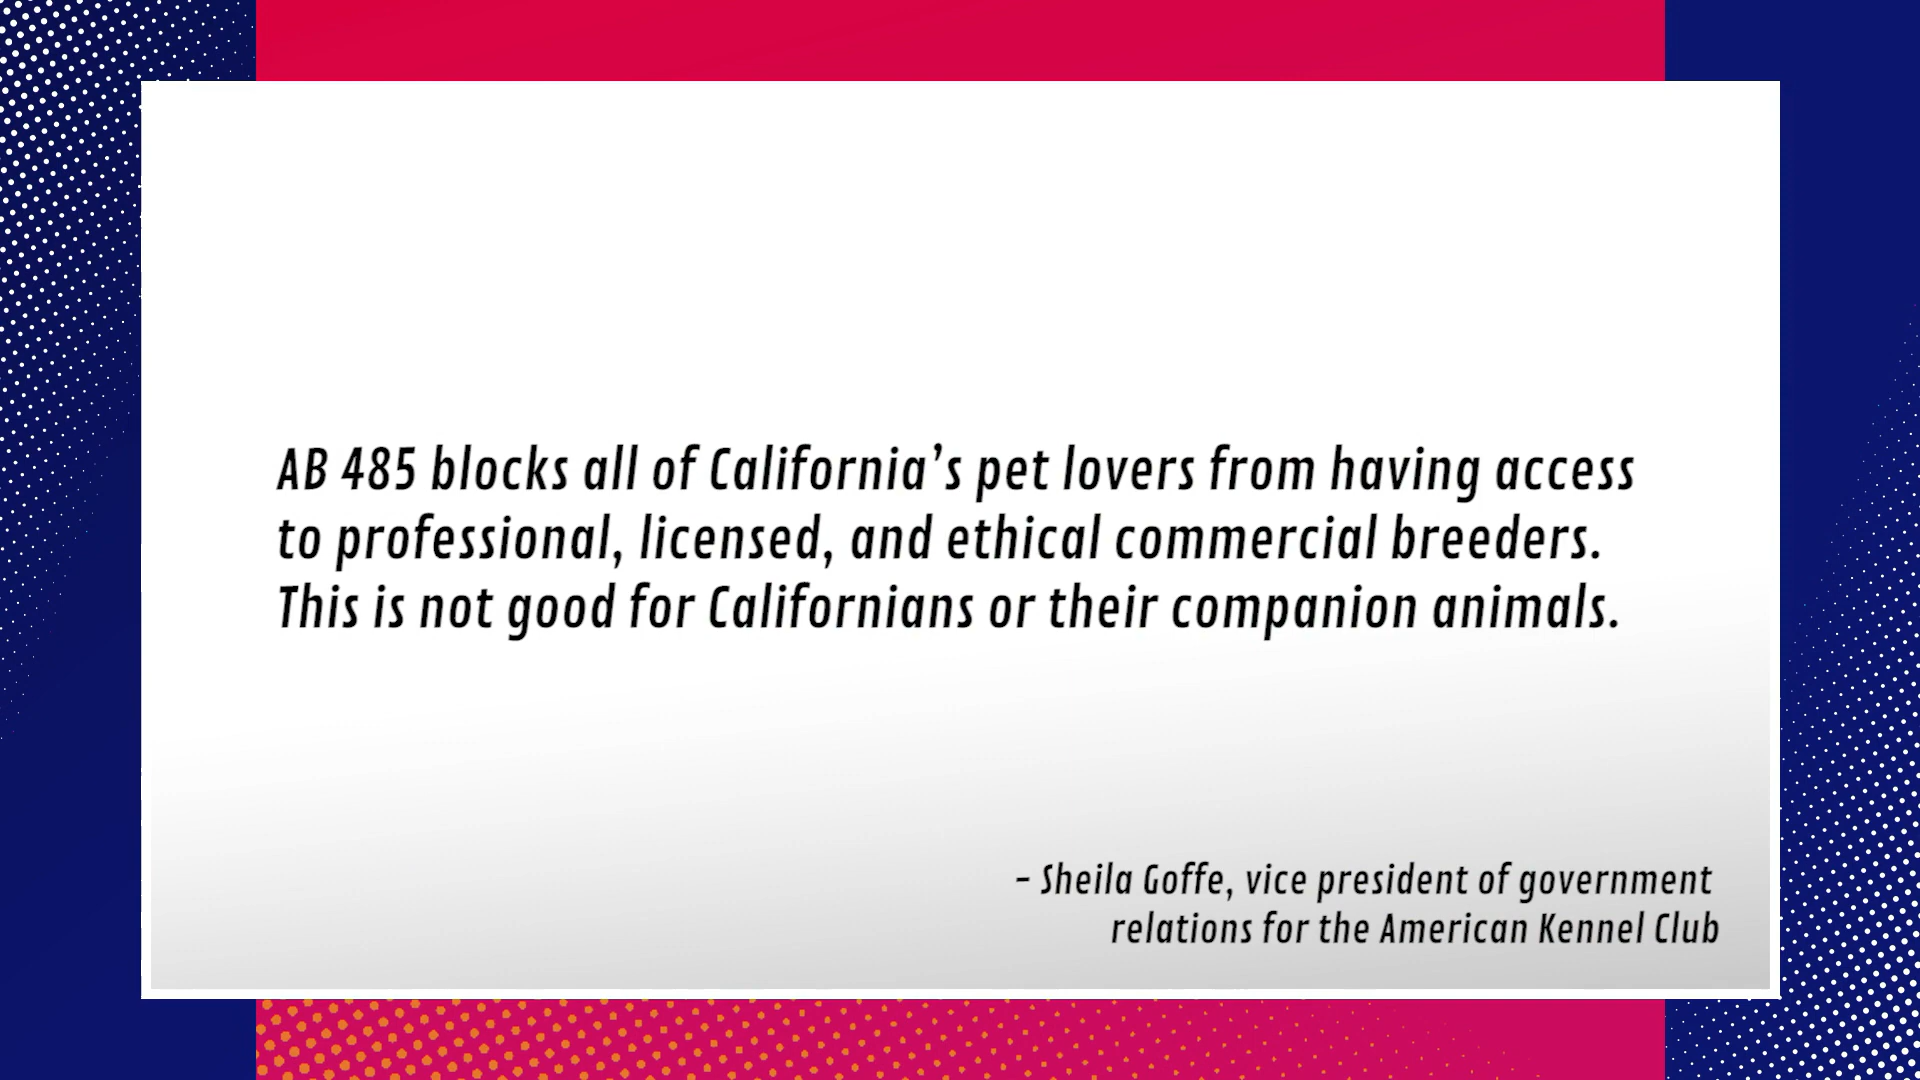 AB 485 blocks all of California’s pet lovers from having access
to professional, licensed, and ethical commercial breeders.
This is not good for Californians or their companion animals.
- Sheila Goffe, vice president of government
relations for the American Kennel Club